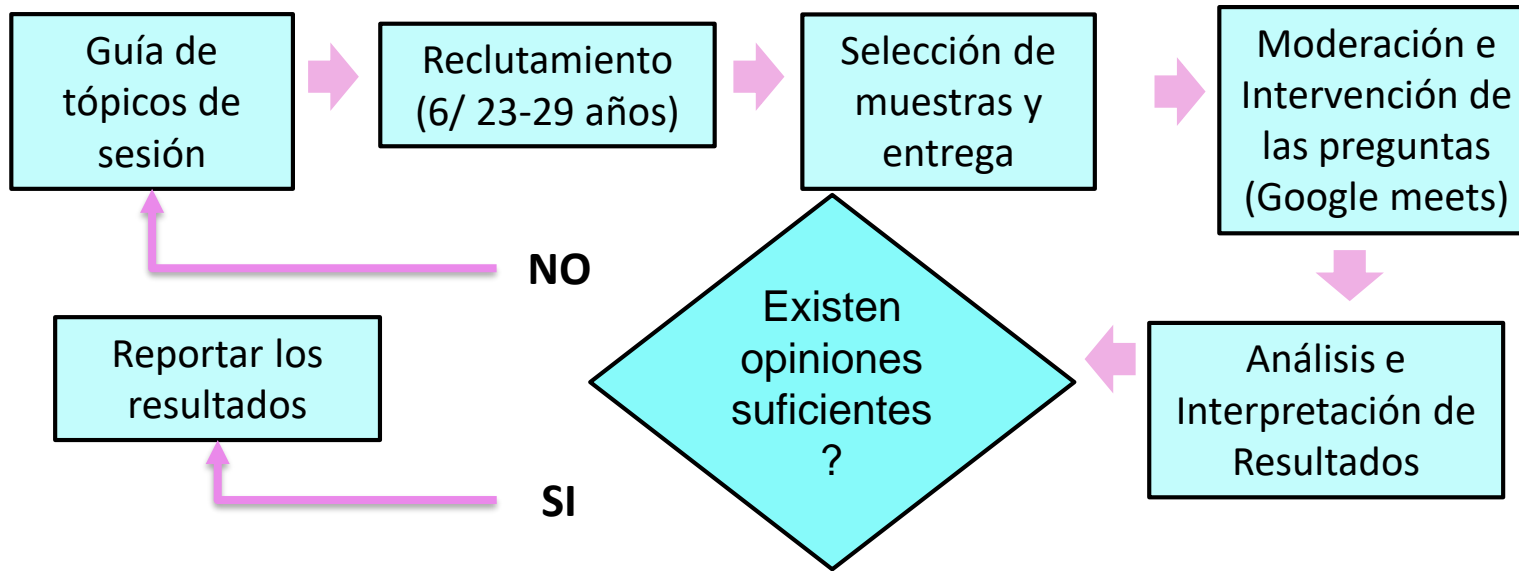 Guía de
tópicos de
sesión
Reclutamiento
(6/ 23-29 años)
Selección de
muestras y
entrega
Moderación e
Intervención de
las preguntas
(Google meets)
Análisis e
Interpretación de
Resultados
Existen
opiniones
suficientes
?
NO
Reportar los
resultados
SI